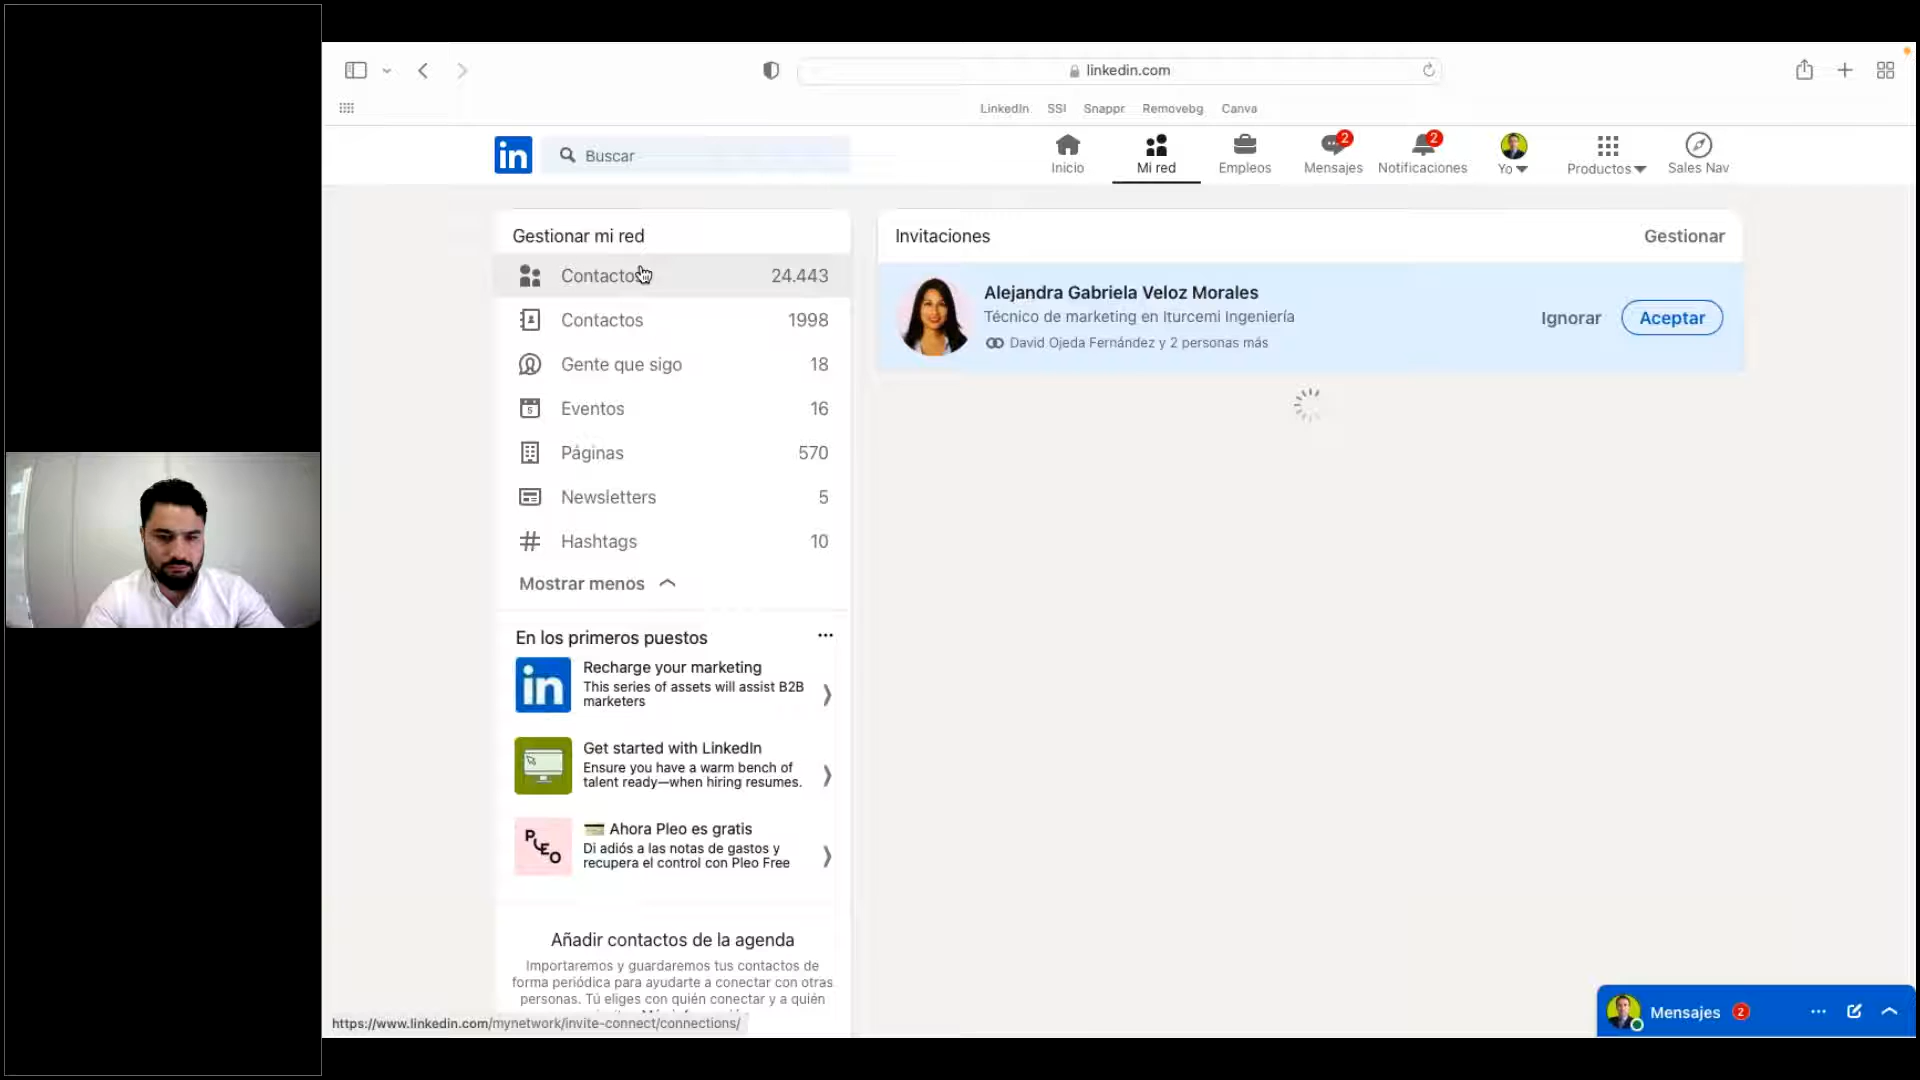 linkedin.com
LinkedIn SSI Snappr Removebg Canva
in Buscar
Inicio Mi red Empleos Mensajes 2 Notificaciones 2 Yo Productos Sales Nav
Gestionar mi red
Contactos 24.443
Contactos 1998
Gente que sigo 18
Eventos 16
Páginas 570
Newsletters 5
Hashtags 10
Mostrar menos
En los primeros puestos
in
Recharge your marketing
This series of assets will assist B2B
marketers
Get started with LinkedIn
Ensure you have a warm bench of
talent ready—when hiring resumes.
PLEO
Ahora Pleo es gratis
Di adiós a las notas de gastos y
recupera el control con Pleo Free
Añadir contactos de la agenda
Importaremos y guardaremos tus contactos de
forma periódica para ayudarte a conectar con otras
personas. Tú eliges con quién conectar y a quién
https://www.linkedin.com/mynetwork/invite-connect/connections/
Invitaciones Gestionar
Alejandra Gabriela Veloz Morales
Técnico de marketing en Iturcemi Ingeniería
David Ojeda Fernández y 2 personas más
Ignorar Aceptar
Mensajes 2